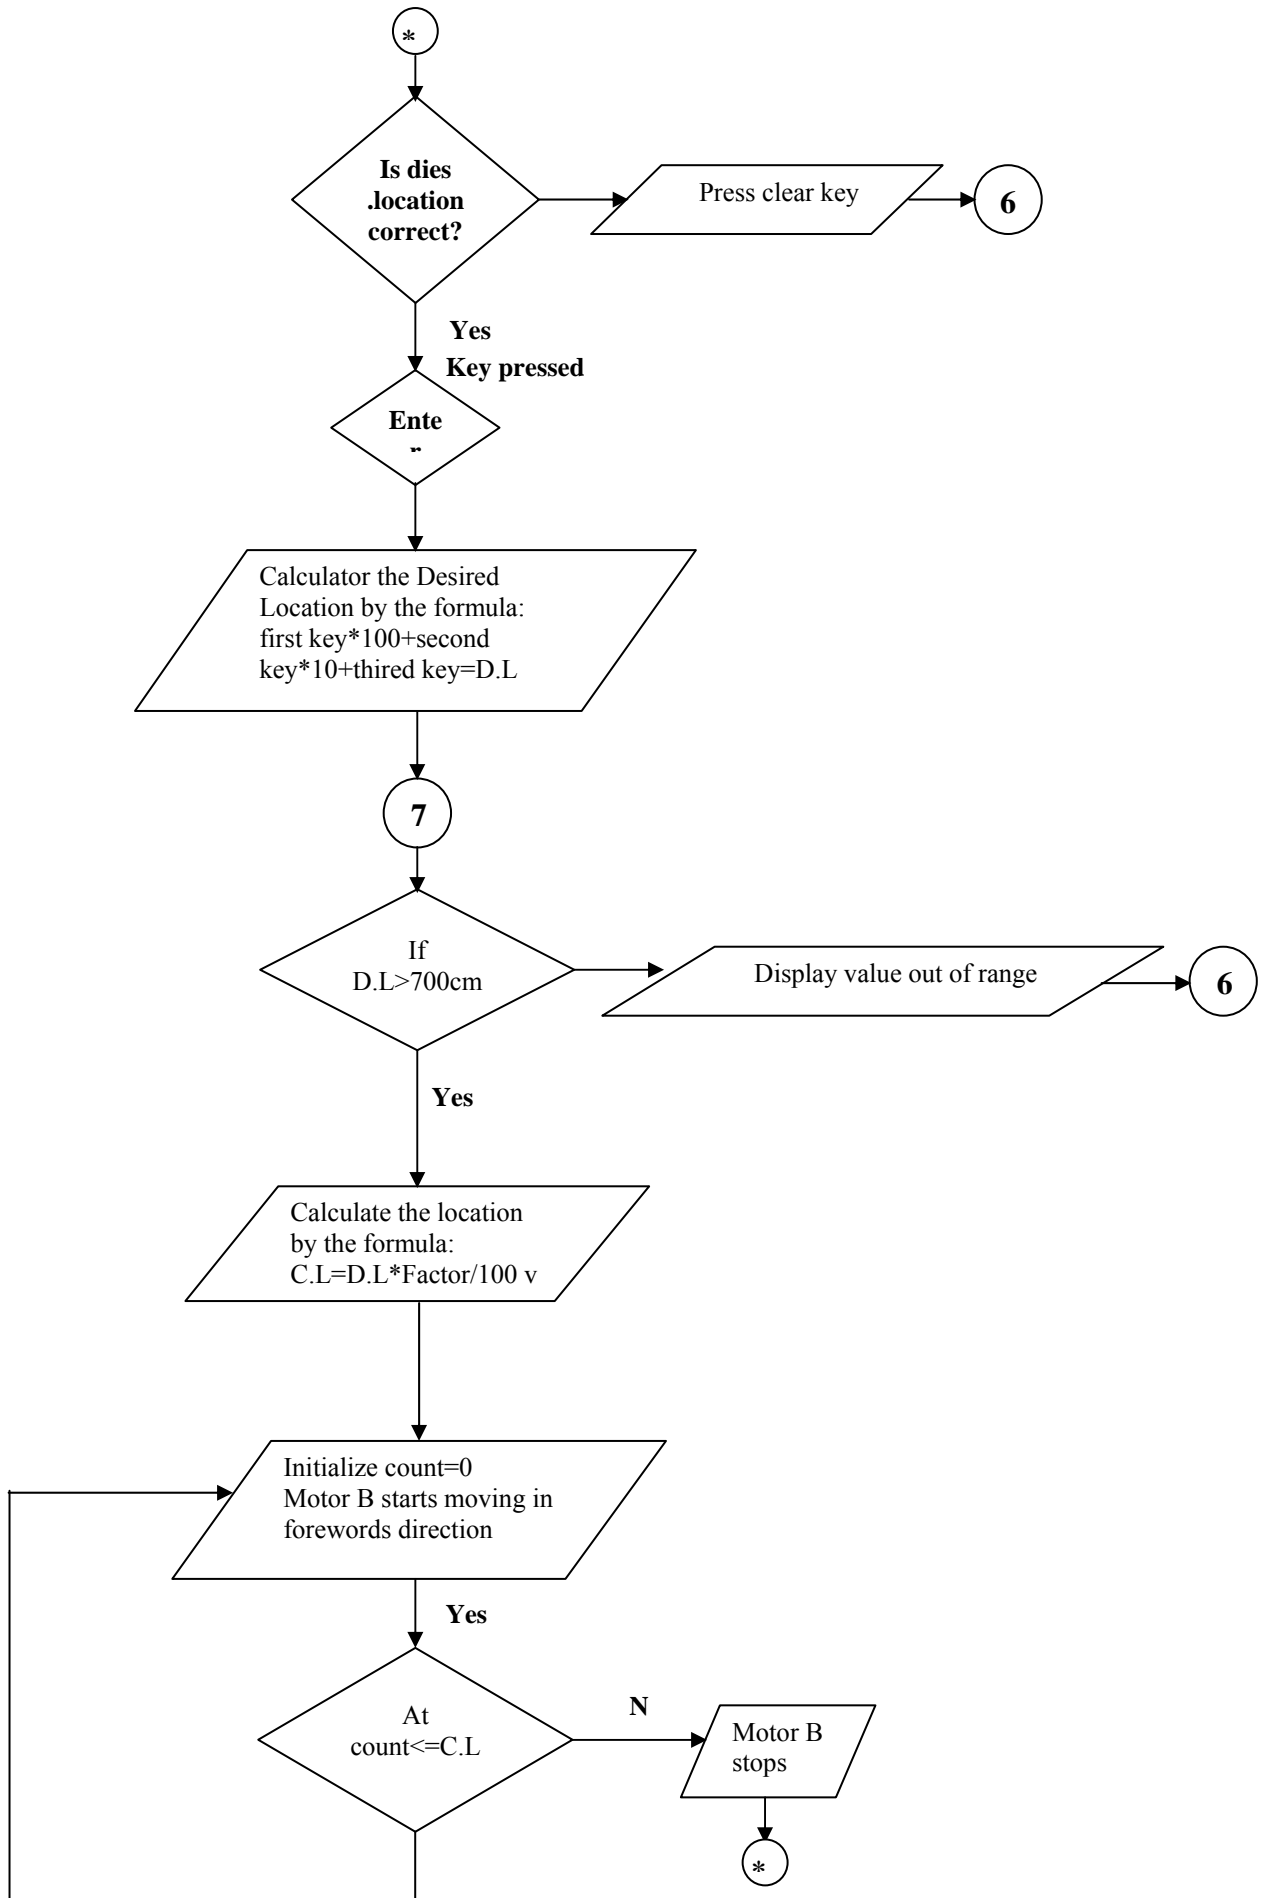 *
Is dies
.location
correct?
Press clear key
6
Yes
Key pressed
Ente
r
Calculator the Desired
Location by the formula:
first key*100+second
key*10+thired key=D.L
7
If
D.L>700cm
Display value out of range
6
Yes
Calculate the location
by the formula:
C.L=D.L*Factor/100 v
Initialize count=0
Motor B starts moving in
forewords direction
Yes
At
count<=C.L
N
Motor B
stops
*